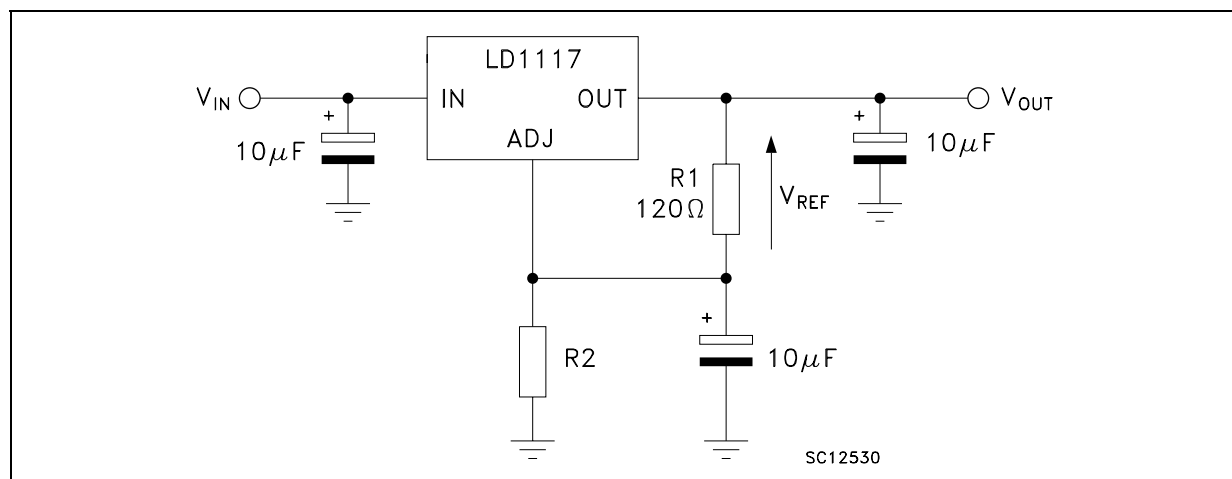 LD1117
V_IN
IN
OUT
V_OUT
+
10μF
ADJ
+
10μF
R1
120Ω
V_REF
+
R2
10μF
SC12530